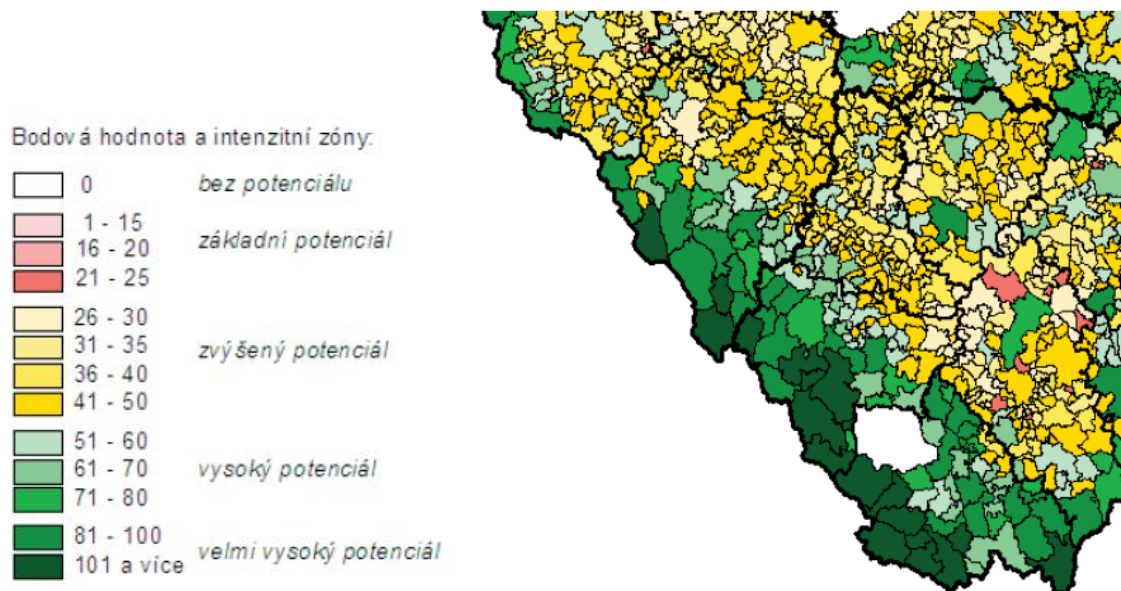 Bodová hodnota a intenzitní zóny:
0 bez potenciálu
1 - 15
16 - 20 základní potenciál
21 - 25
26 - 30
31 - 35 zvýšený potenciál
36 - 40
41 - 50
51 - 60
61 - 70 vysoký potenciál
71 - 80
81 - 100
101 a více velmi vysoký potenciál